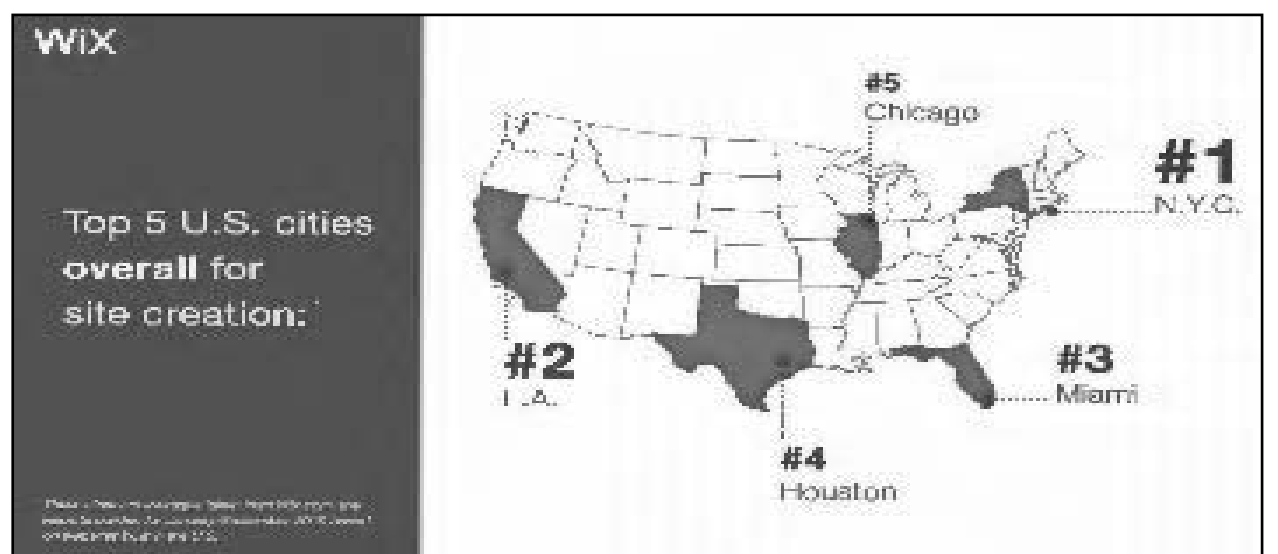 WiX
Top 5 U.S. cities
overall for
site creation:*
#5
Chicago
#1
N.Y.C.
#2
L.A.
#3
Miami
#4
Houston